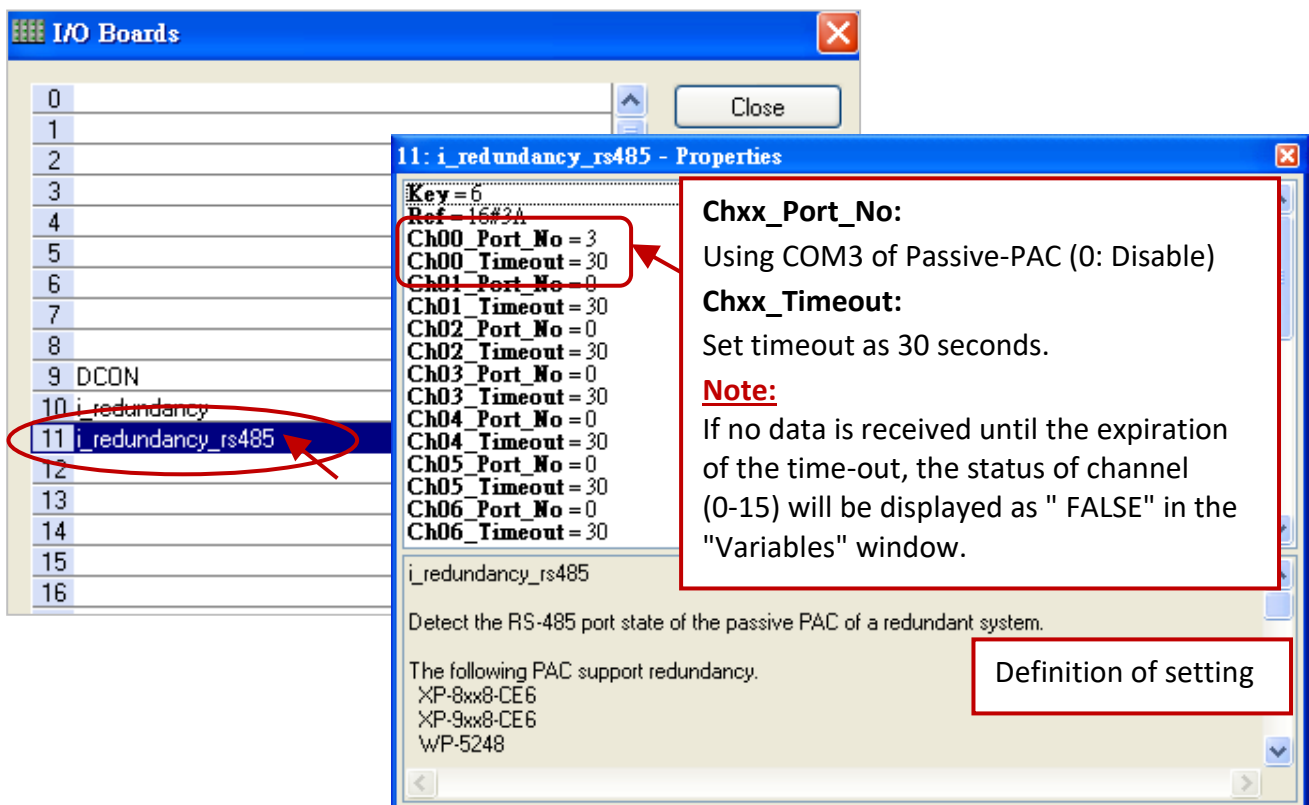 I/O Boards
0
1
2
3
4
5
6
7
8
9 DCON
10 i_redundancy
11 i_redundancy_rs485
12
13
14
15
16
Close
11: i_redundancy_rs485 - Properties
Key = 6
Ref = 16#3A
Ch00_Port_No = 3
Ch00_Timeout = 30
Ch01_Port_No = 0
Ch01_Timeout = 30
Ch02_Port_No = 0
Ch02_Timeout = 30
Ch03_Port_No = 0
Ch03_Timeout = 30
Ch04_Port_No = 0
Ch04_Timeout = 30
Ch05_Port_No = 0
Ch05_Timeout = 30
Ch06_Port_No = 0
Ch06_Timeout = 30
Chxx_Port_No:
Using COM3 of Passive-PAC (0: Disable)
Chxx_Timeout:
Set timeout as 30 seconds.
Note:
If no data is received until the expiration
of the time-out, the status of channel
(0-15) will be displayed as " FALSE" in the
"Variables" window.
i_redundancy_rs485
Detect the RS-485 port state of the passive PAC of a redundant system.
The following PAC support redundancy.
XP-8xx8-CE6
XP-9xx8-CE6
WP-5248
Definition of setting